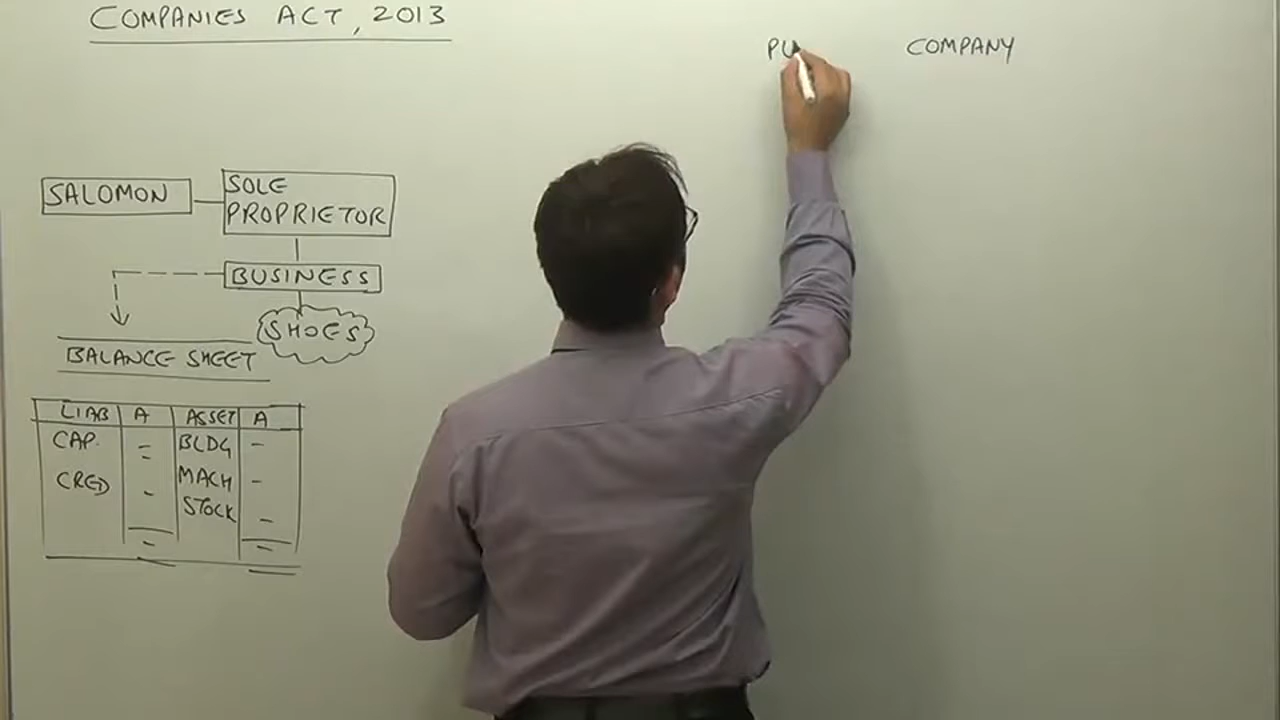 COMPANIES ACT, 2013
PU COMPANY
SALOMON
SOLE
PROPRIETOR
BUSINESS
SHOES
BALANCE SHEET
LIAB A ASSET A
CAP. = BLDG -
CRED - MACH -
STOCK -
- -